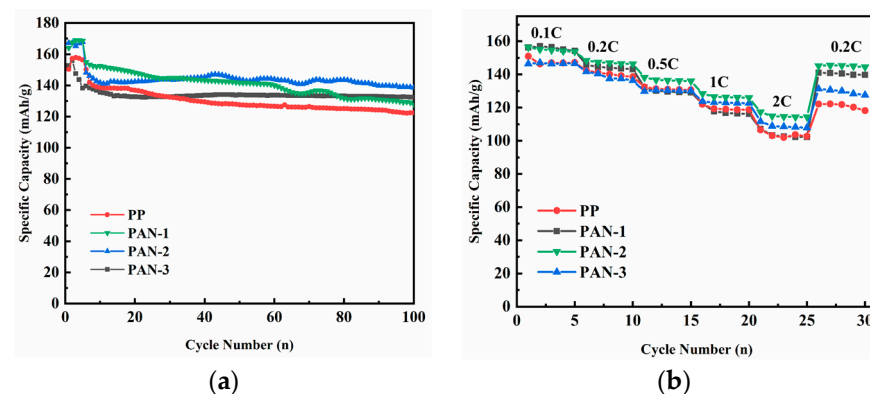 180
160
140
120
100
80
60
40
20
0
Specific Capacity (mAh/g)
PP
PAN-1
PAN-2
PAN-3
0 20 40 60 80 100
Cycle Number (n)
(a)
160
140
120
100
80
60
40
20
0
Specific Capacity (mAh/g)
0.1C
0.2C
0.5C
1C
2C
0.2C
PP
PAN-1
PAN-2
PAN-3
0 5 10 15 20 25 30
Cycle Number (n)
(b)